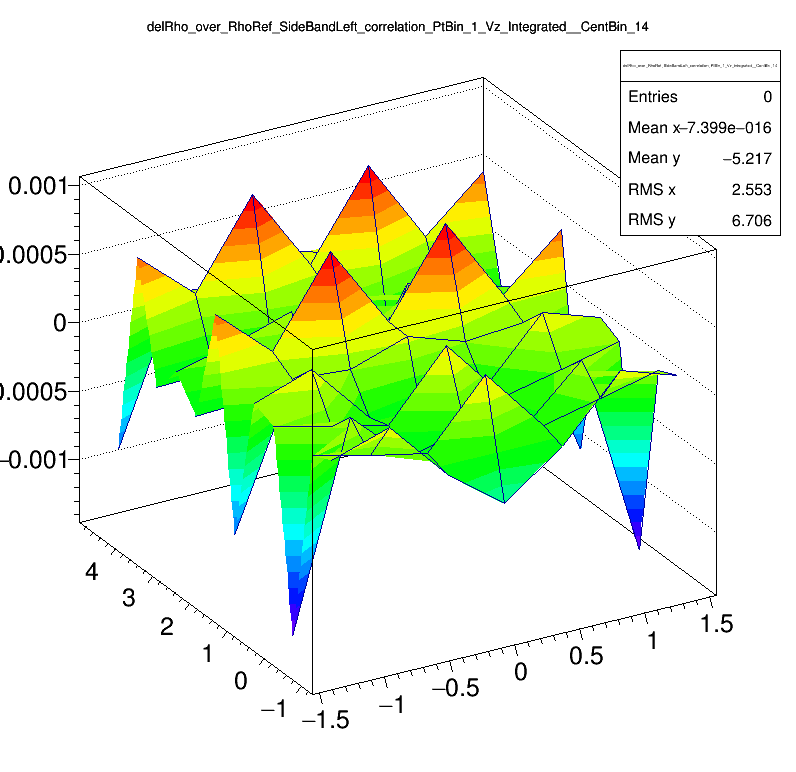 delRho_over_RhoRef_SideBandLeft_correlation_PtBin_1_Vz_Integrated__CentBin_14
delRho_over_RhoRef_SideBandLeft_correlation_PtBin_1_Vz_Integrated__CentBin_14
Entries 0
Mean x−7.399e−016
Mean y −5.217
RMS x 2.553
RMS y 6.706
0.001
0.0005
0
0.0005
−0.001
4
3
2
1
0
−1
−1.5
−1
−0.5
0
0.5
1
1.5